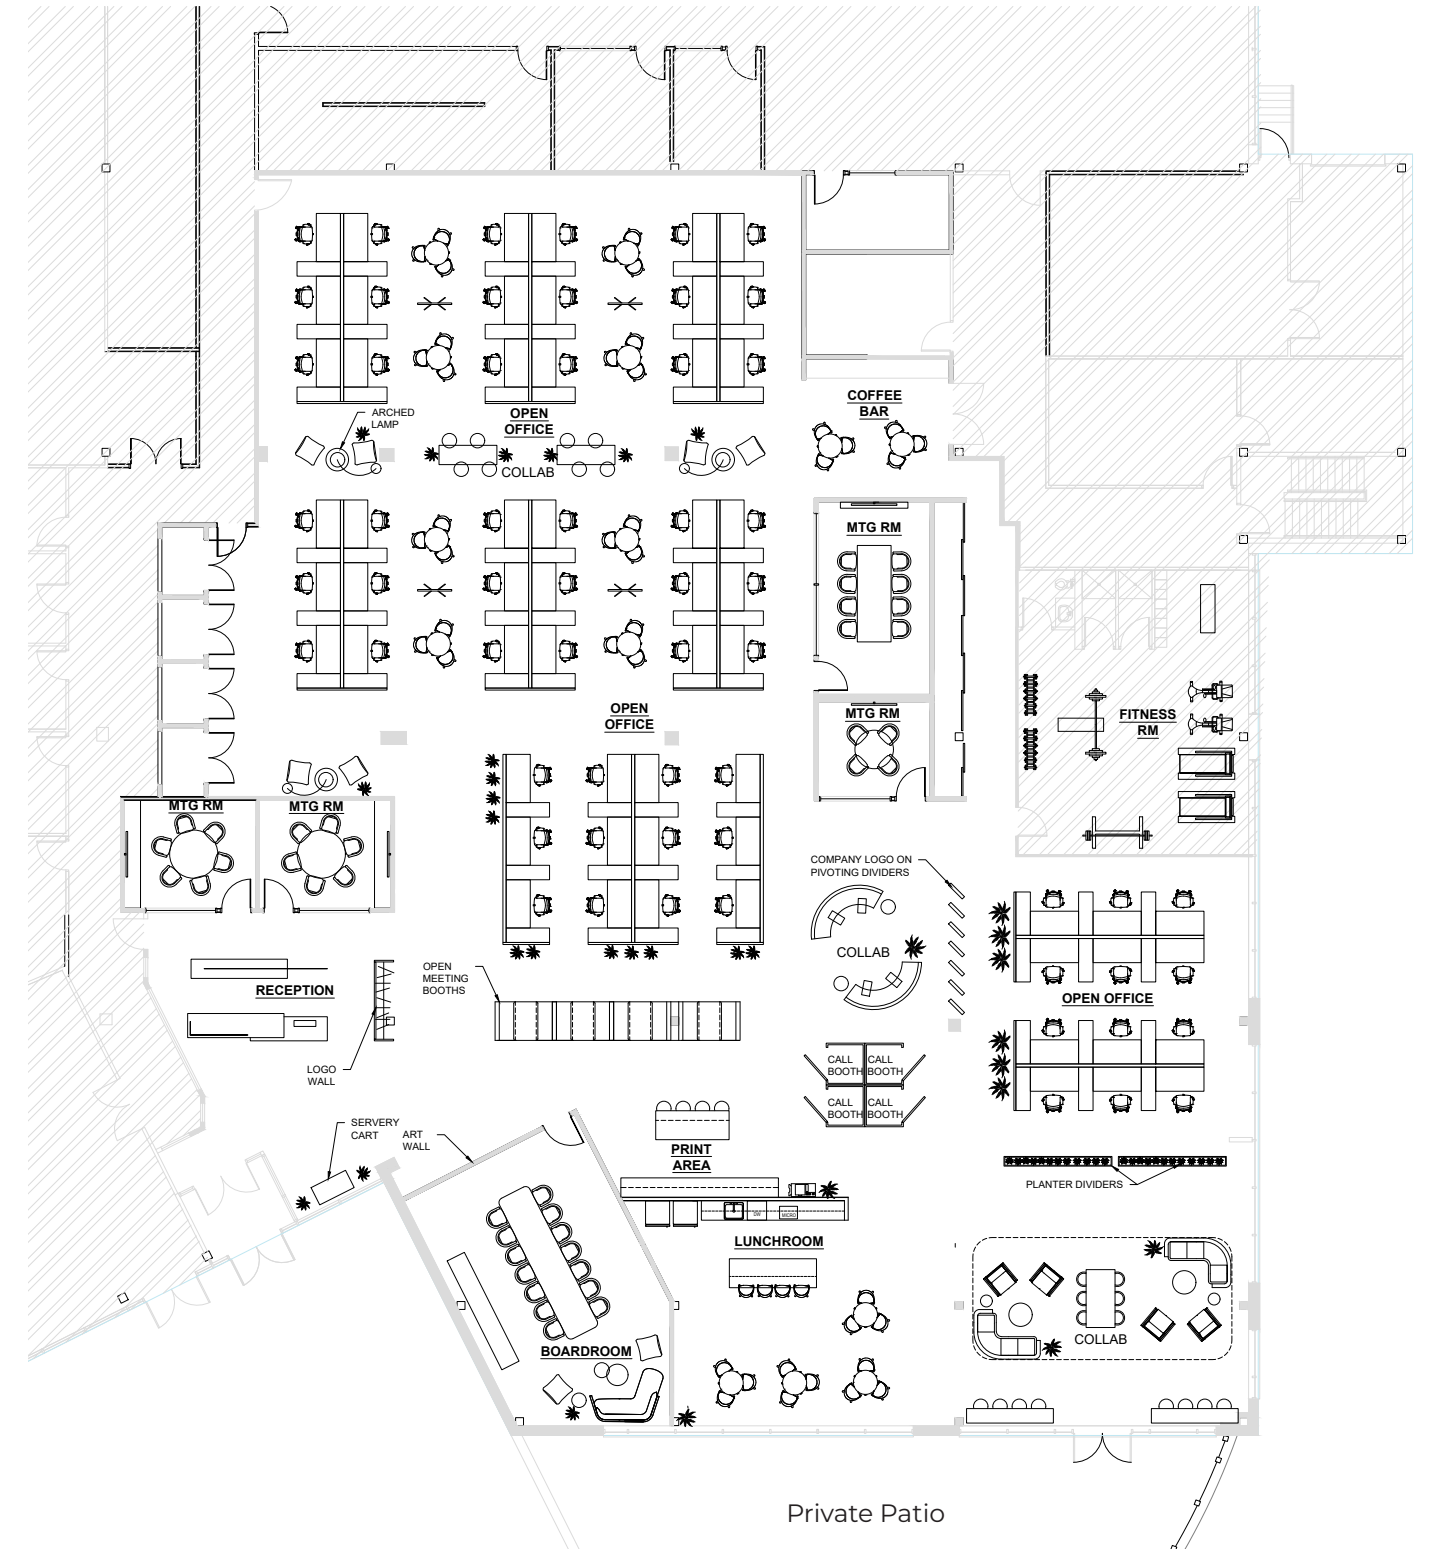 COFFEE
BAR
ARCHED
LAMP
OPEN
OFFICE
COLLAB
MTG RM
OPEN
OFFICE
MTG RM
FITNESS
RM
MTG RM
MTG RM
COMPANY LOGO ON
PIVOTING DIVIDERS
COLLAB
OPEN
MEETING
BOOTHS
RECEPTION
OPEN OFFICE
LOGO
WALL
CALL
BOOTH
CALL
BOOTH
CALL
BOOTH
CALL
BOOTH
SERVERY
CART
ART
WALL
PRINT
AREA
PLANTER DIVIDERS
DW
MICRO
LUNCHROOM
COLLAB
BOARDROOM
Private Patio